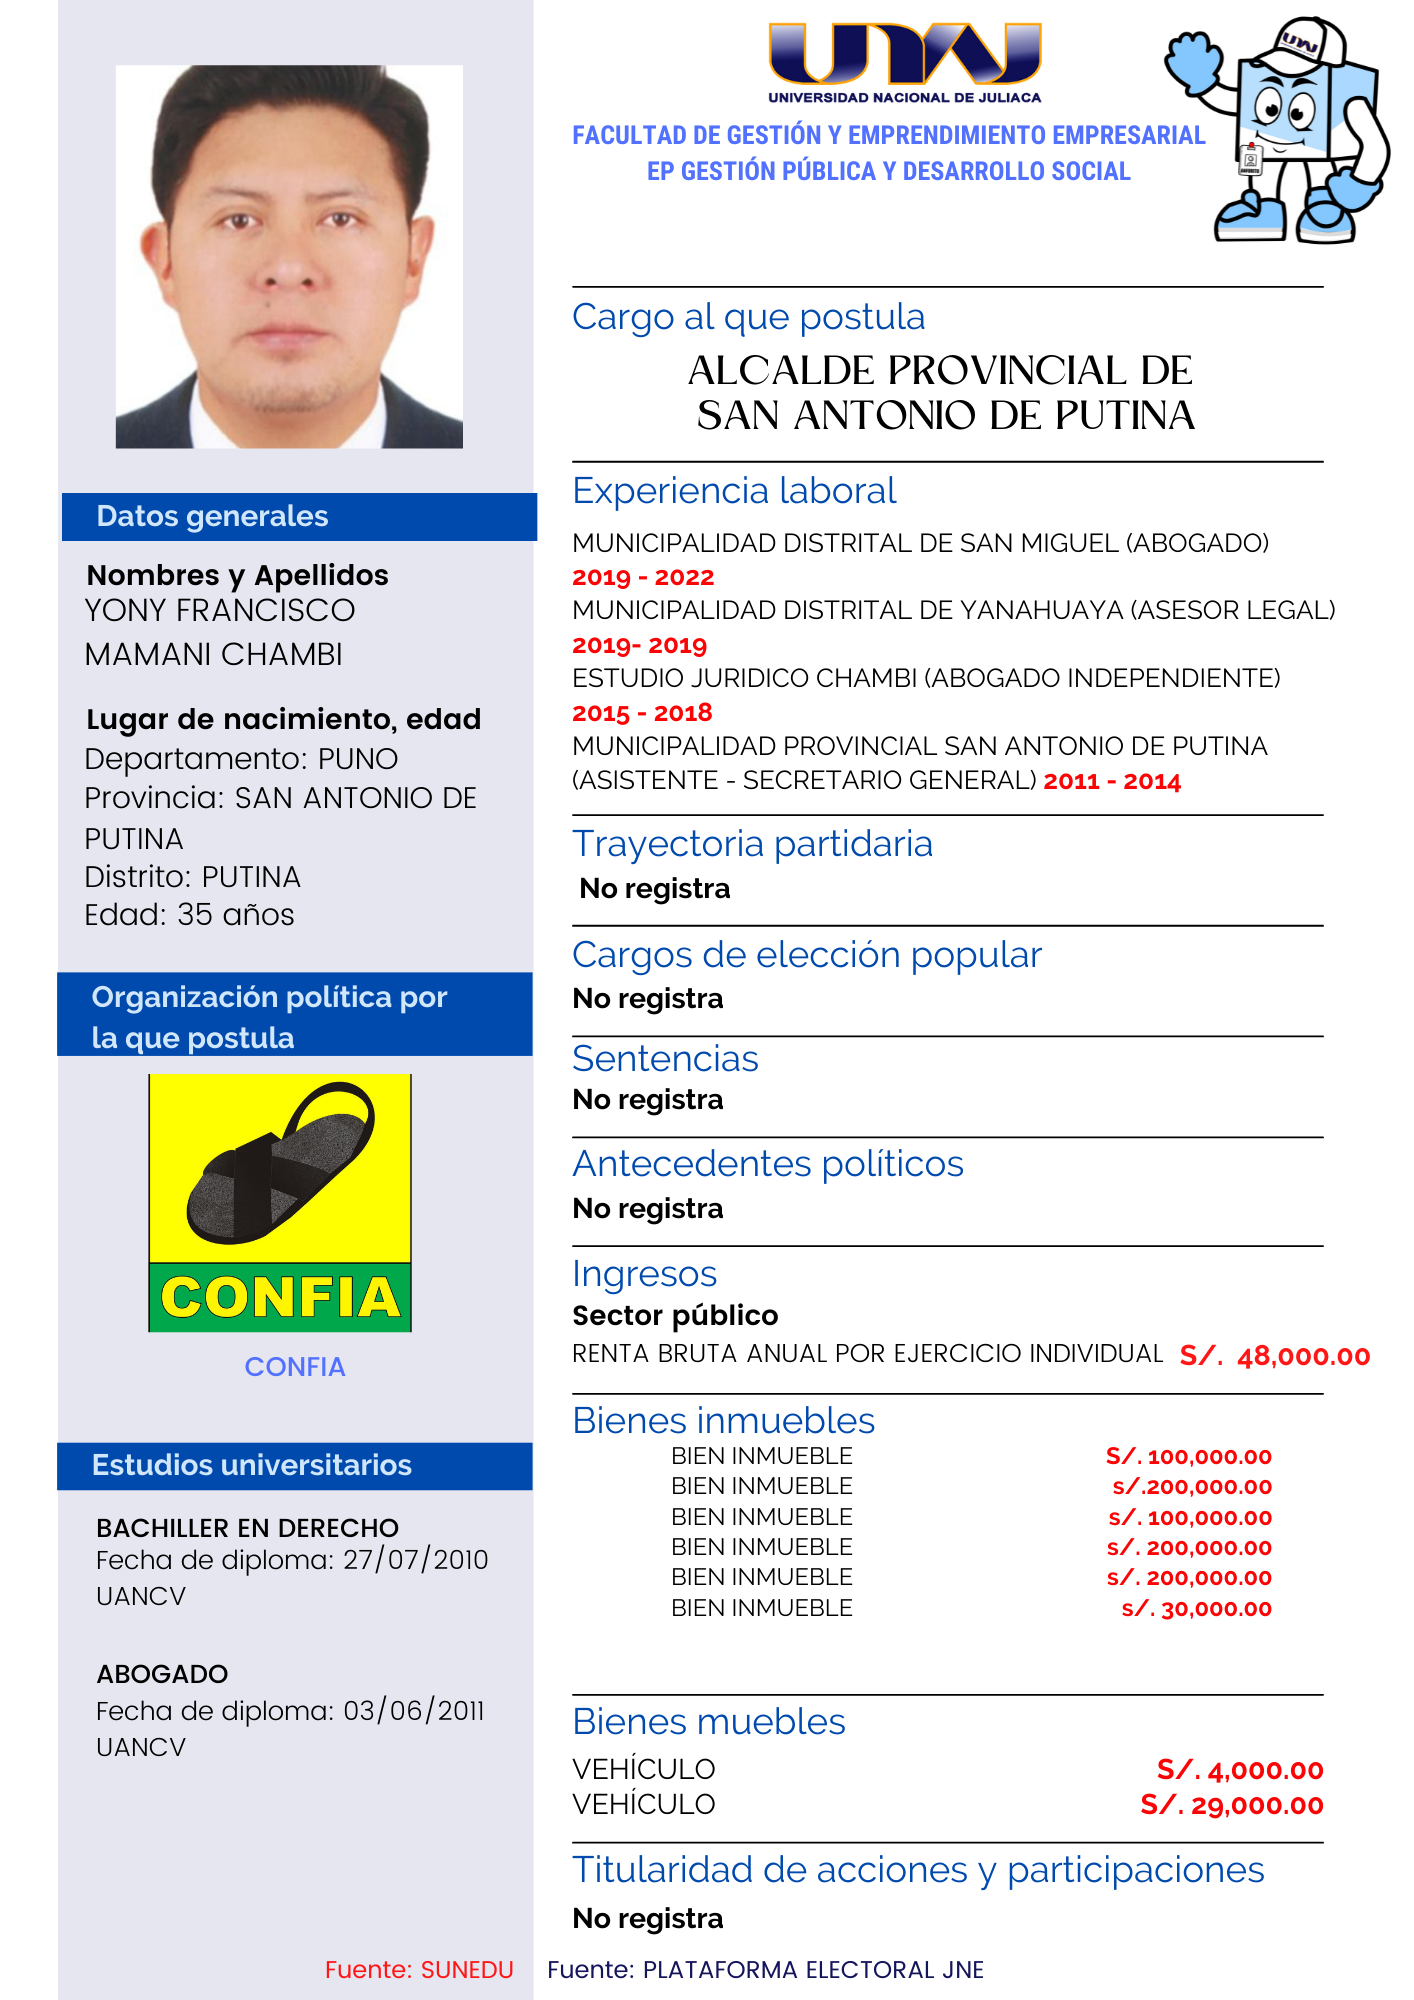 UNAJ
UNIVERSIDAD NACIONAL DE JULIACA
FACULTAD DE GESTIÓN Y EMPRENDIMIENTO EMPRESARIAL
EP GESTIÓN PÚBLICA Y DESARROLLO SOCIAL
UNAJ
Datos generales
Nombres y Apellidos
YONY FRANCISCO
MAMANI CHAMBI
Lugar de nacimiento, edad
Departamento: PUNO
Provincia: SAN ANTONIO DE
PUTINA
Distrito: PUTINA
Edad: 35 años
Organización política por
la que postula
CONFIA
CONFIA
Estudios universitarios
BACHILLER EN DERECHO
Fecha de diploma: 27/07/2010
UANCV
ABOGADO
Fecha de diploma: 03/06/2011
UANCV
Cargo al que postula
ALCALDE PROVINCIAL DE
SAN ANTONIO DE PUTINA
Experiencia laboral
MUNICIPALIDAD DISTRITAL DE SAN MIGUEL (ABOGADO)
2019 - 2022
MUNICIPALIDAD DISTRITAL DE YANAHUAYA (ASESOR LEGAL)
2019- 2019
ESTUDIO JURIDICO CHAMBI (ABOGADO INDEPENDIENTE)
2015 - 2018
MUNICIPALIDAD PROVINCIAL SAN ANTONIO DE PUTINA
(ASISTENTE - SECRETARIO GENERAL) 2011 - 2014
Trayectoria partidaria
No registra
Cargos de elección popular
No registra
Sentencias
No registra
Antecedentes políticos
No registra
Ingresos
Sector público
RENTA BRUTA ANUAL POR EJERCICIO INDIVIDUAL S/. 48,000.00
Bienes inmuebles
BIEN INMUEBLE S/. 100,000.00
BIEN INMUEBLE s/.200,000.00
BIEN INMUEBLE s/. 100,000.00
BIEN INMUEBLE s/. 200,000.00
BIEN INMUEBLE s/. 200,000.00
BIEN INMUEBLE s/. 30,000.00
Bienes muebles
VEHÍCULO S/. 4,000.00
VEHÍCULO S/. 29,000.00
Titularidad de acciones y participaciones
No registra
Fuente: SUNEDU Fuente: PLATAFORMA ELECTORAL JNE